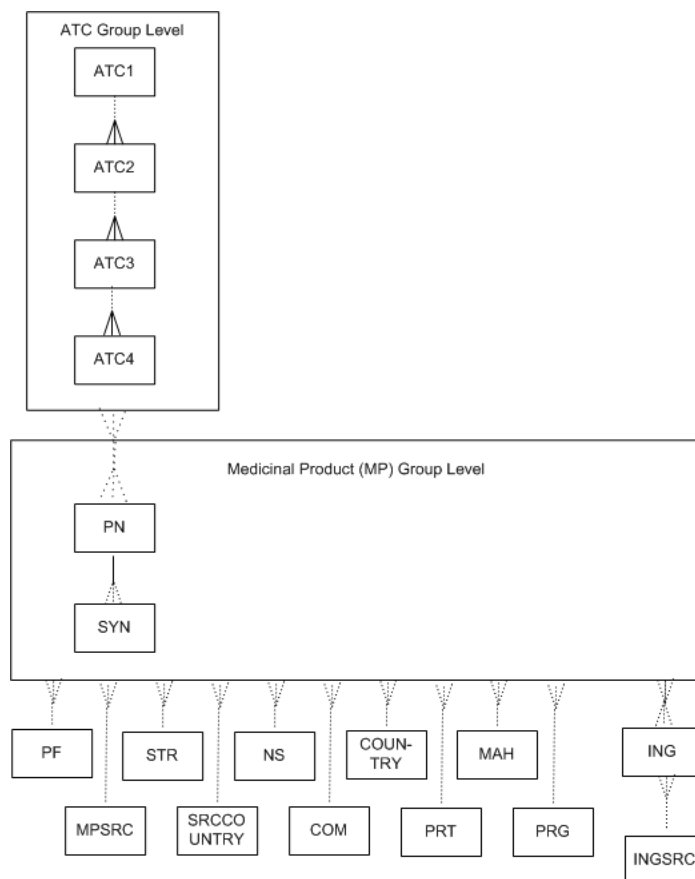 ATC Group Level
ATC1
ATC2
ATC3
ATC4
Medicinal Product (MP) Group Level
PN
SYN
PF
STR
NS
COUN-
TRY
MAH
ING
MPSRC
SRCCO
UNTRY
COM
PRT
PRG
INGSRC